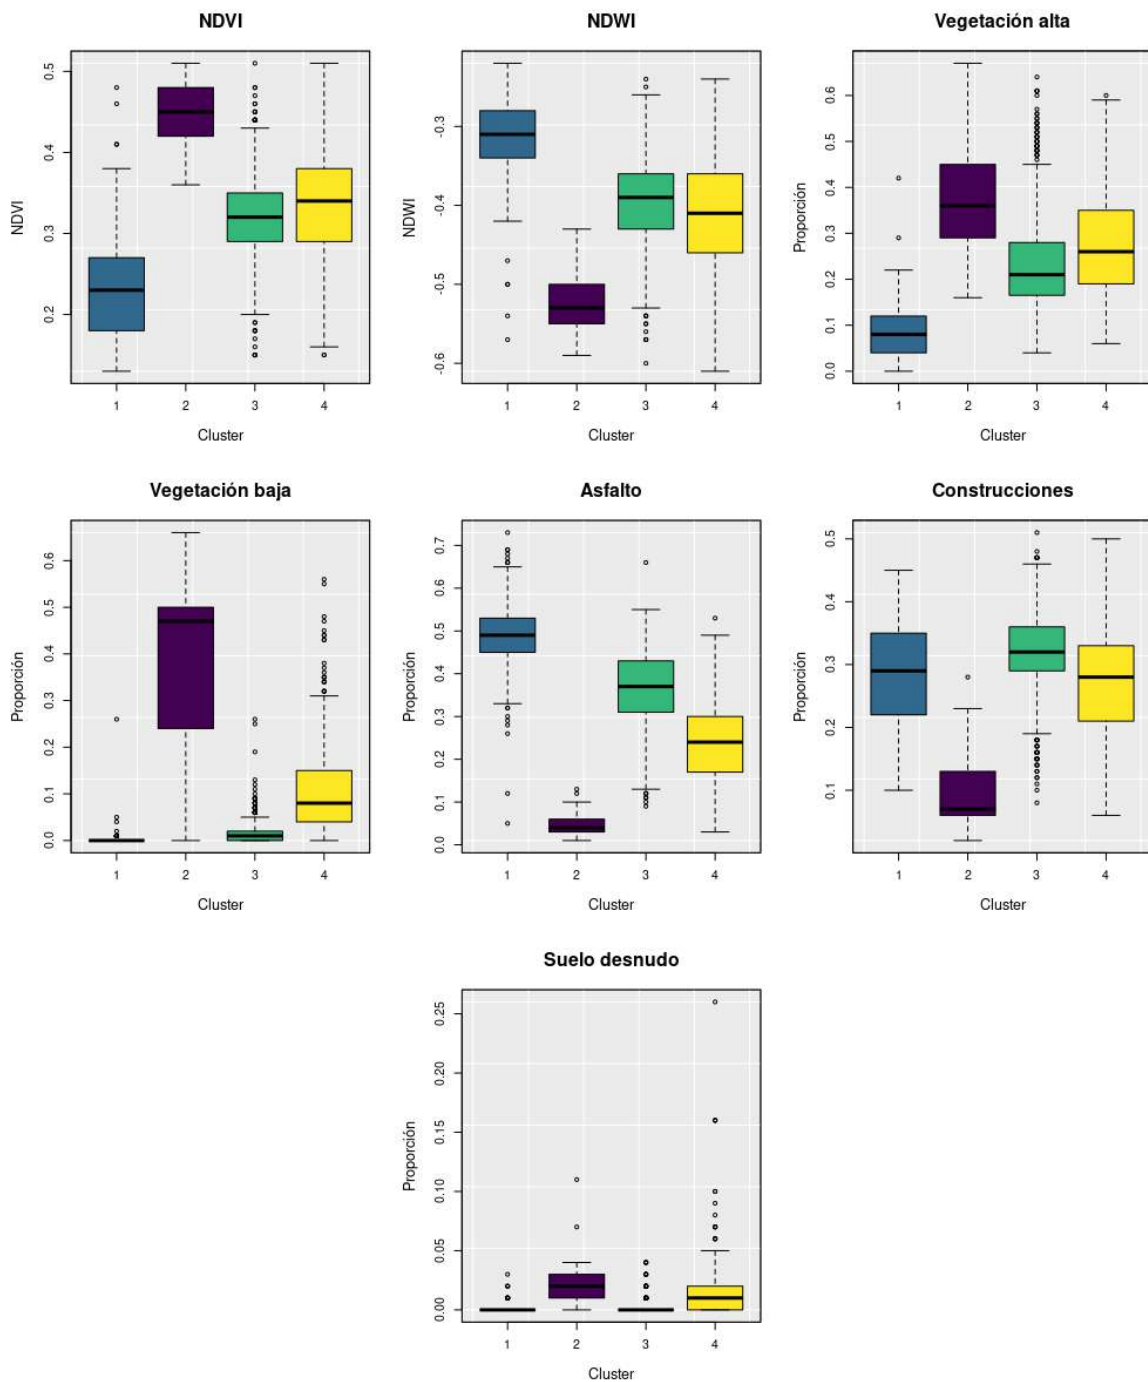 NDVI
NDVI
0.2 0.3 0.4 0.5
1 2 3 4
Cluster
NDWI
NDWI
-0.6 -0.5 -0.4 -0.3
1 2 3 4
Cluster
Vegetación alta
Proporción
0.0 0.1 0.2 0.3 0.4 0.5 0.6
1 2 3 4
Cluster
Vegetación baja
Proporción
0.0 0.1 0.2 0.3 0.4 0.5 0.6
1 2 3 4
Cluster
Asfalto
Proporción
0.0 0.1 0.2 0.3 0.4 0.5 0.6 0.7
1 2 3 4
Cluster
Construcciones
Proporción
0.1 0.2 0.3 0.4 0.5
1 2 3 4
Cluster
Suelo desnudo
Proporción
0.00 0.05 0.10 0.15 0.20 0.25
1 2 3 4
Cluster